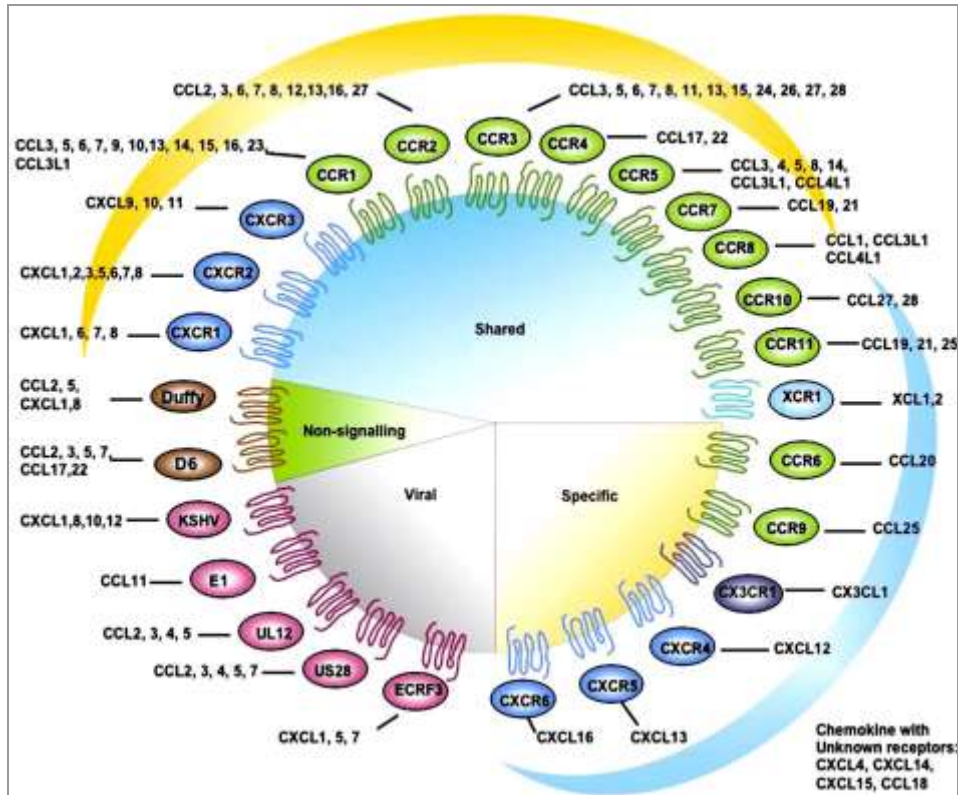 CCL2, 3, 6, 7, 8, 12,13,16, 27
CCL3, 5, 6, 7, 8, 11, 13, 15, 24, 26, 27, 28
CCR2
CCR3
CCR4
CCL17, 22
CCL3, 5, 6, 7, 9, 10,13, 14, 15, 16, 23,
CCL3L1
CCR1
CCR5
CCL3, 4, 5, 8, 14,
CCL3L1, CCL4L1
CXCL9, 10, 11
CXCR3
CCR7
CCL19, 21
CCR8
CCL1, CCL3L1
CCL4L1
CXCL1,2,3,5,6,7,8
CXCR2
CCR10
CCL27, 28
CXCL1, 6, 7, 8
CXCR1
Shared
CCR11
CCL19, 21, 25
CCL2, 5,
CXCL1,8
Duffy
XCR1
XCL1,2
Non-signalling
CCL2, 3, 5, 7,
CCL17,22
D6
CCR6
CCL20
Viral
Specific
CXCL1,8,10,12
KSHV
CCR9
CCL25
CCL11
E1
CX3CR1
CX3CL1
CCL2, 3, 4, 5
UL12
CXCR4
CXCL12
CCL2, 3, 4, 5, 7
US28
ECRF3
CXCR6
CXCR5
CXCL1, 5, 7
CXCL16
CXCL13
Chemokine with
Unknown receptors:
CXCL4, CXCL14,
CXCL15, CCL18